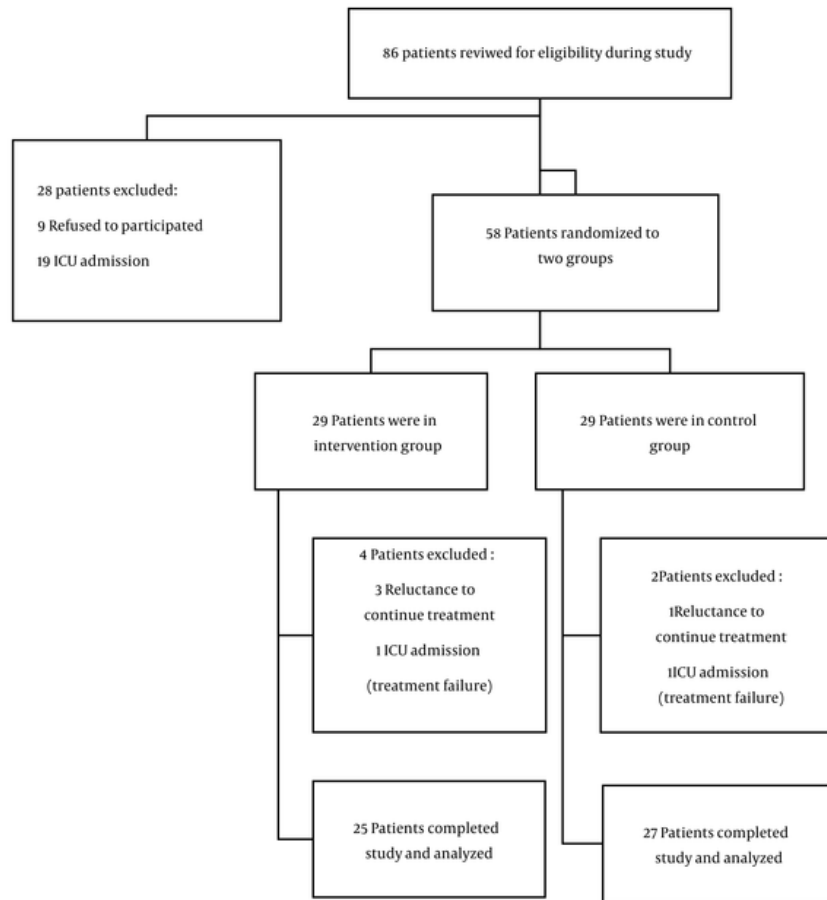 86 patients reviwed for eligibility during study
28 patients excluded:
9 Refused to participated
19 ICU admission
58 Patients randomized to
two groups
29 Patients were in
intervention group
29 Patients were in control
group
4 Patients excluded :
3 Reluctance to
continue treatment
1 ICU admission
(treatment failure)
2Patients excluded :
1Reluctance to
continue treatment
1ICU admission
(treatment failure)
25 Patients completed
study and analyzed
27 Patients completed
study and analyzed